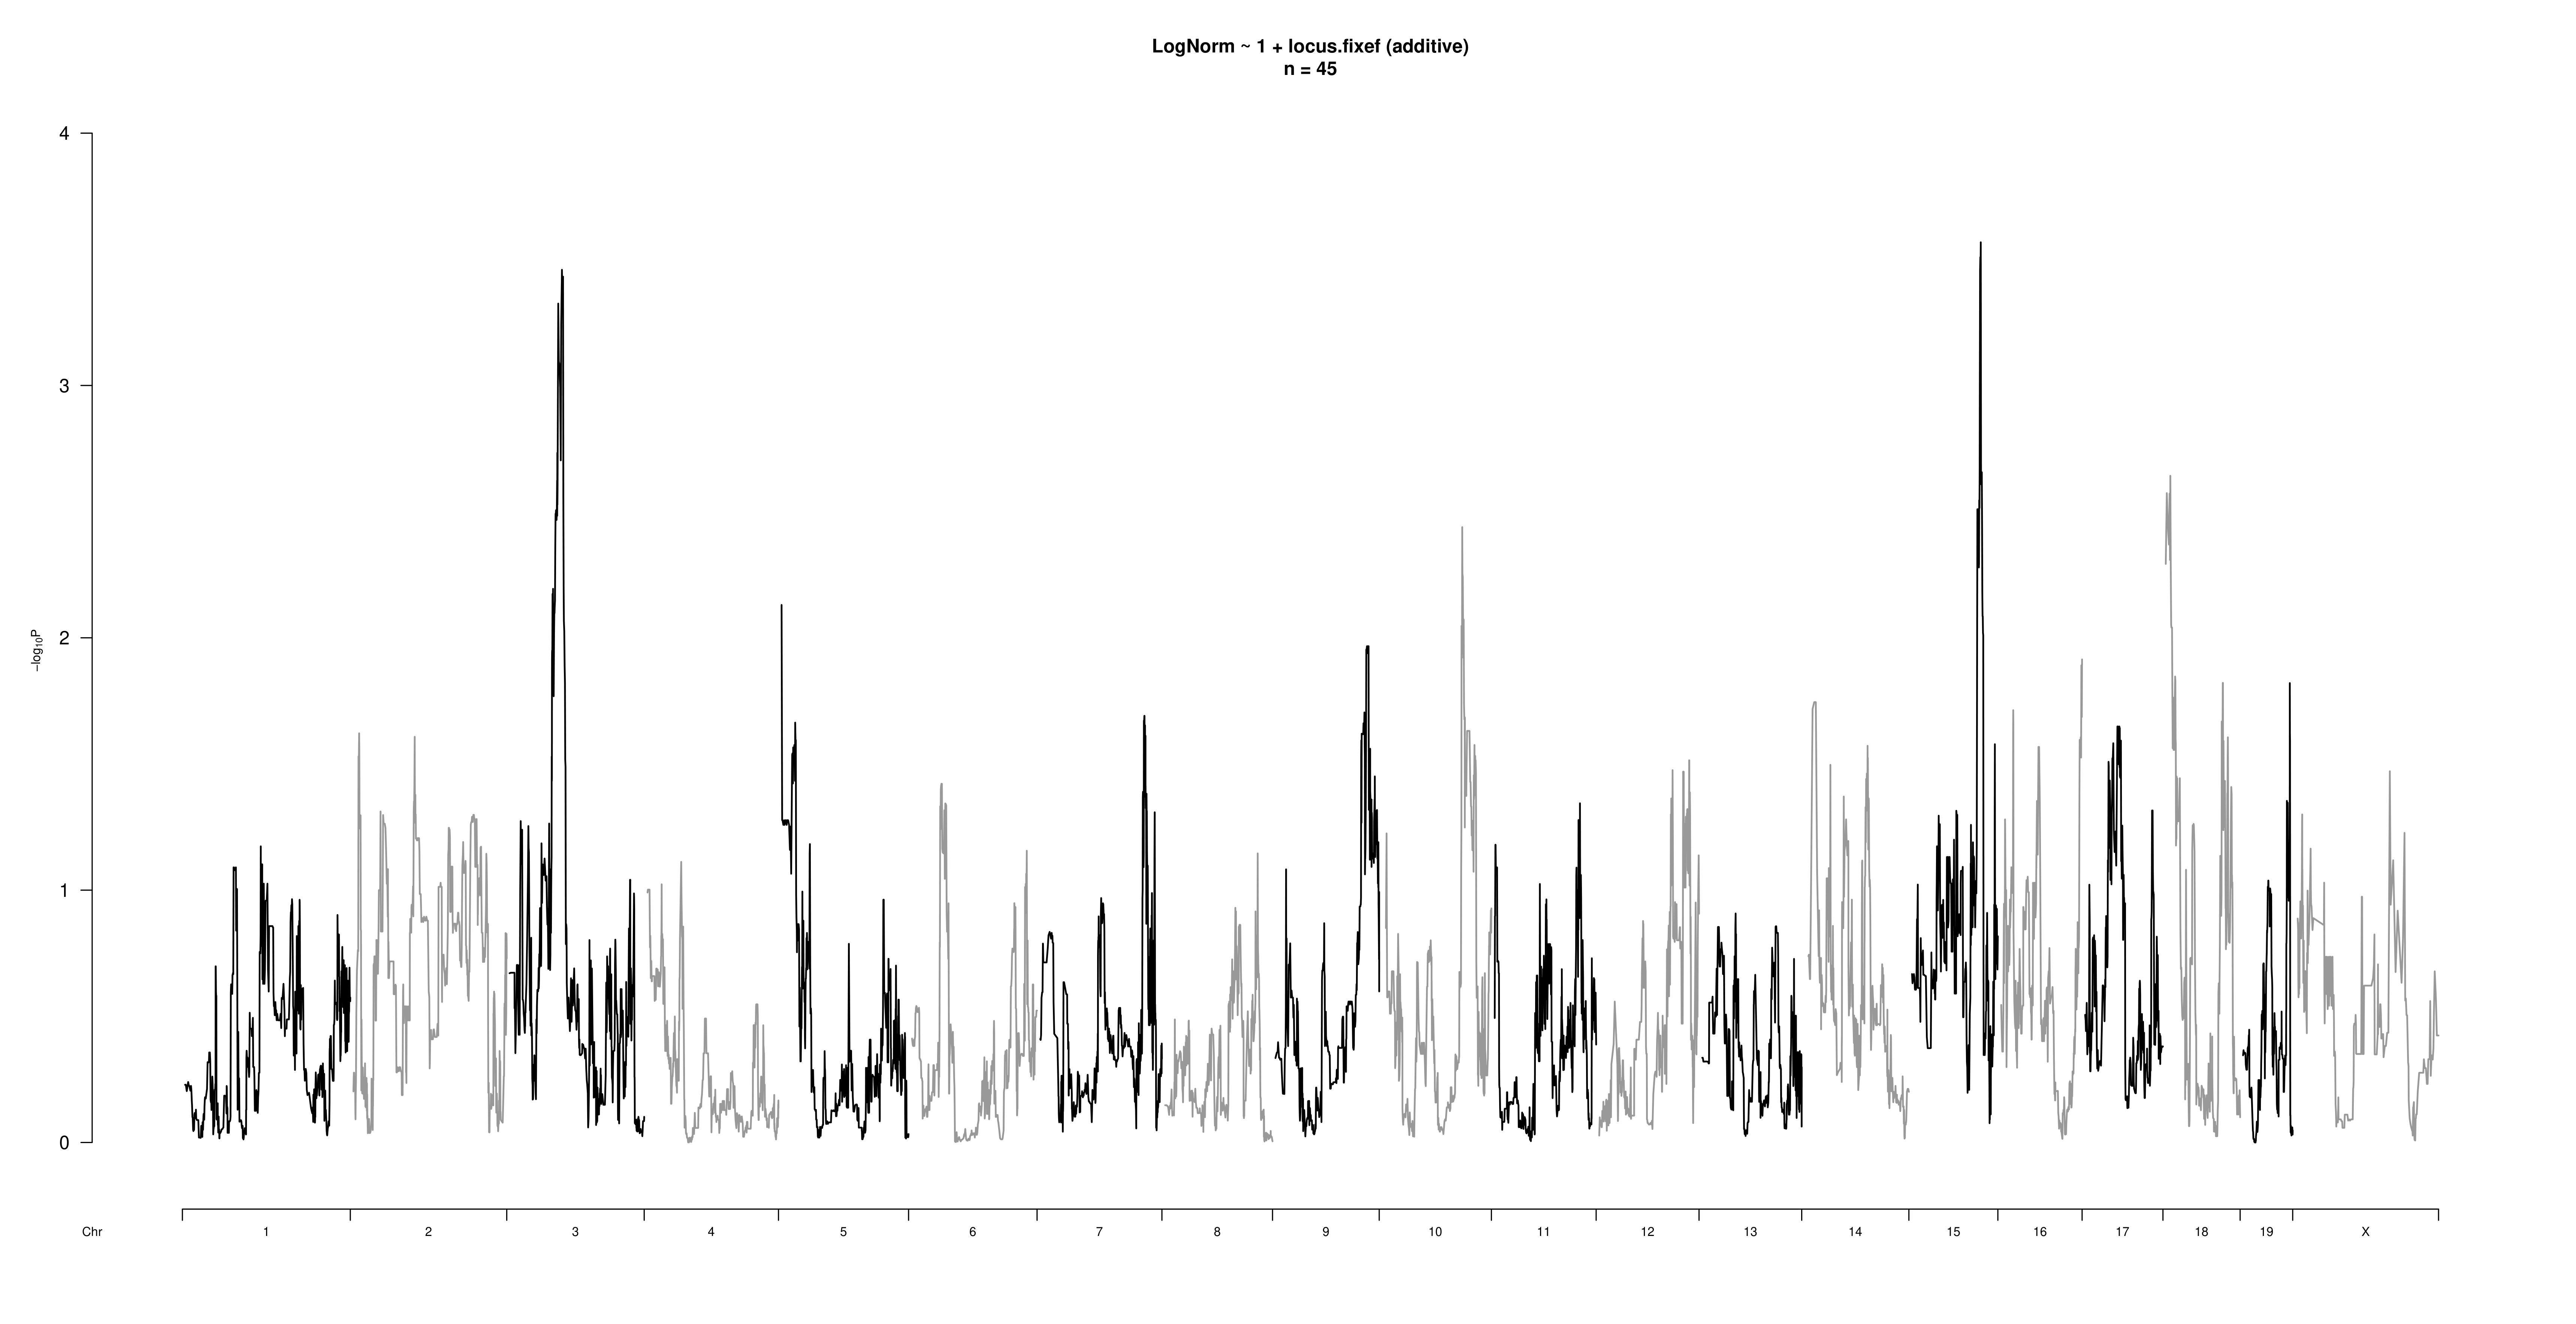 LogNorm ~ 1 + locus.fixef (additive)
n = 45
4
3
2
1
0
−log10P
Chr 1 2 3 4 5 6 7 8 9 10 11 12 13 14 15 16 17 18 19 X